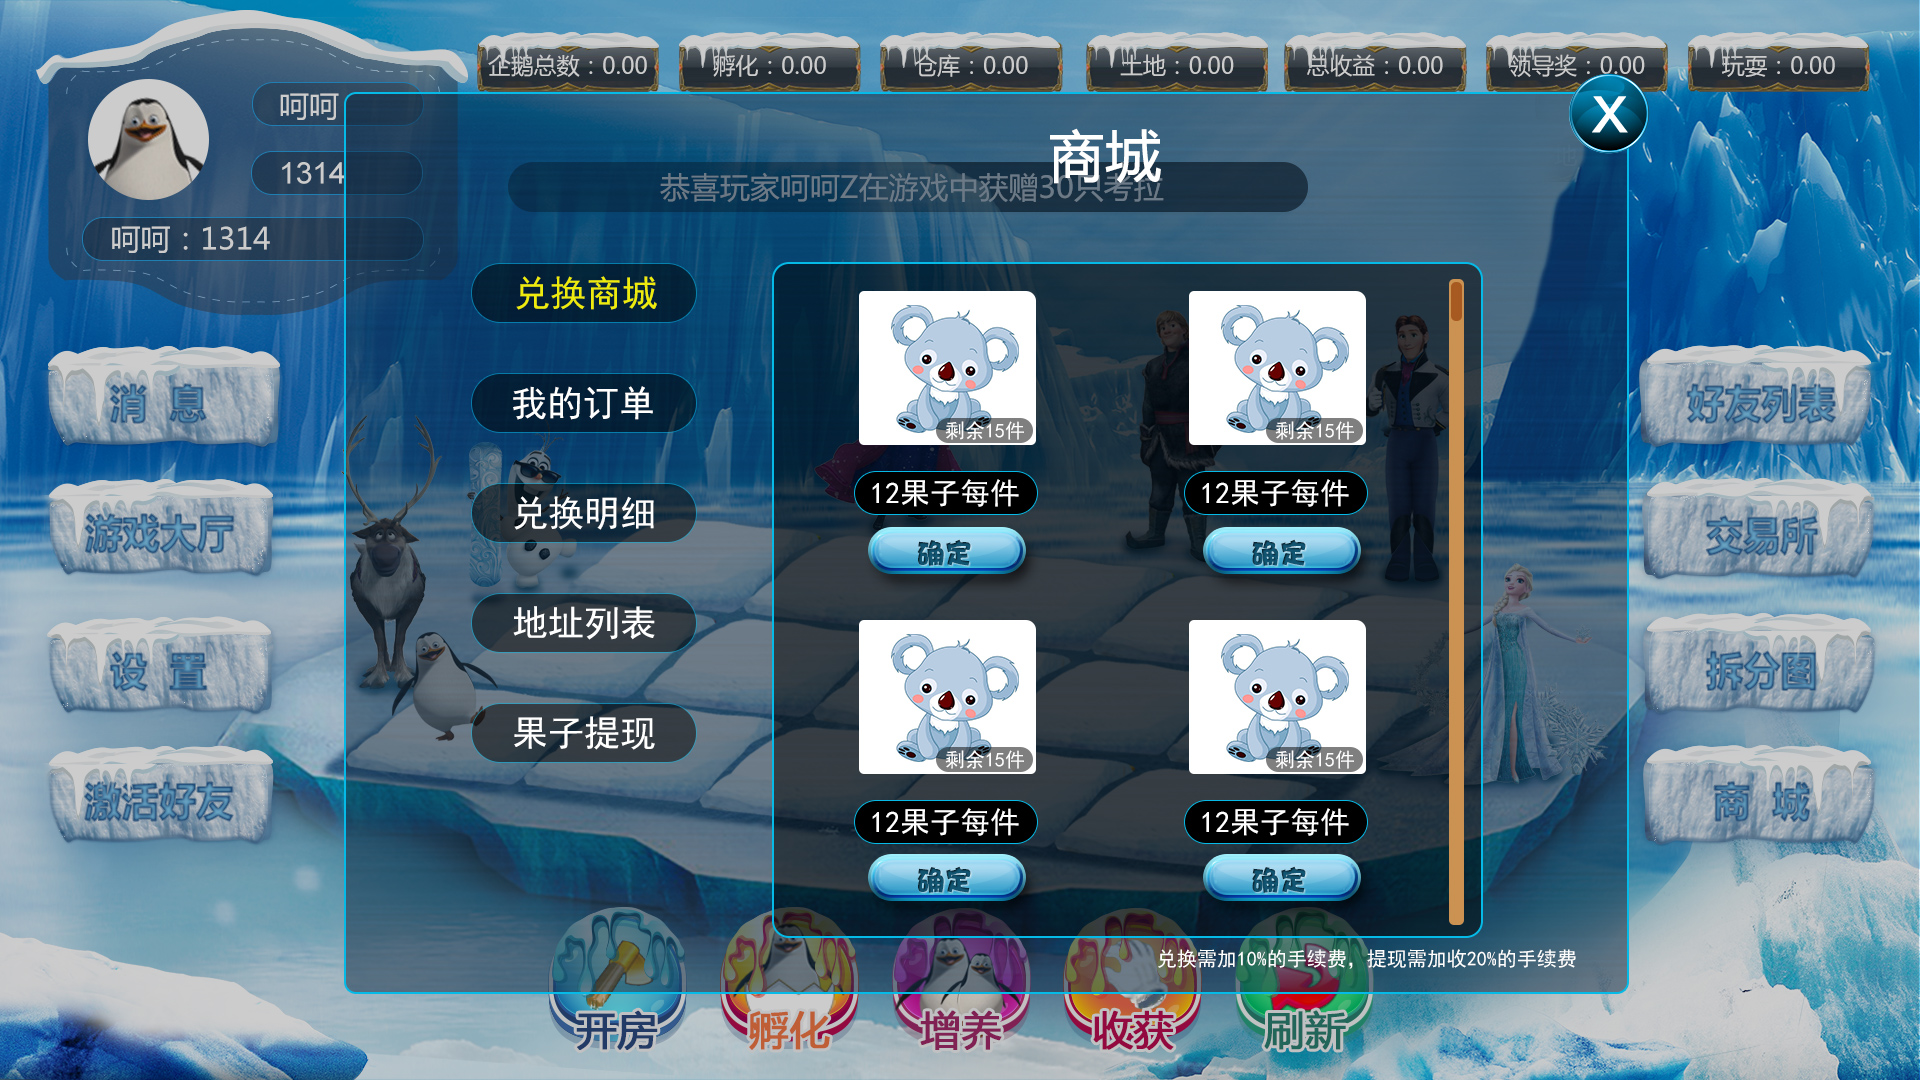 企鹅总数：0.00
孵化：0.00
仓库：0.00
土地：0.00
总收益：0.00
领导奖：0.00
玩耍：0.00
呵呵
1314
呵呵：1314
X
商城
恭喜玩家呵呵Z在游戏中获赠30只考拉
兑换商城
我的订单
兑换明细
地址列表
果子提现
剩余15件
剩余15件
12果子每件
12果子每件
确定
确定
剩余15件
剩余15件
12果子每件
12果子每件
确定
确定
兑换需加10%的手续费，提现需加收20%的手续费
消息
游戏大厅
设置
激活好友
好友列表
交易所
拆分图
商城
开房
孵化
增养
收获
刷新